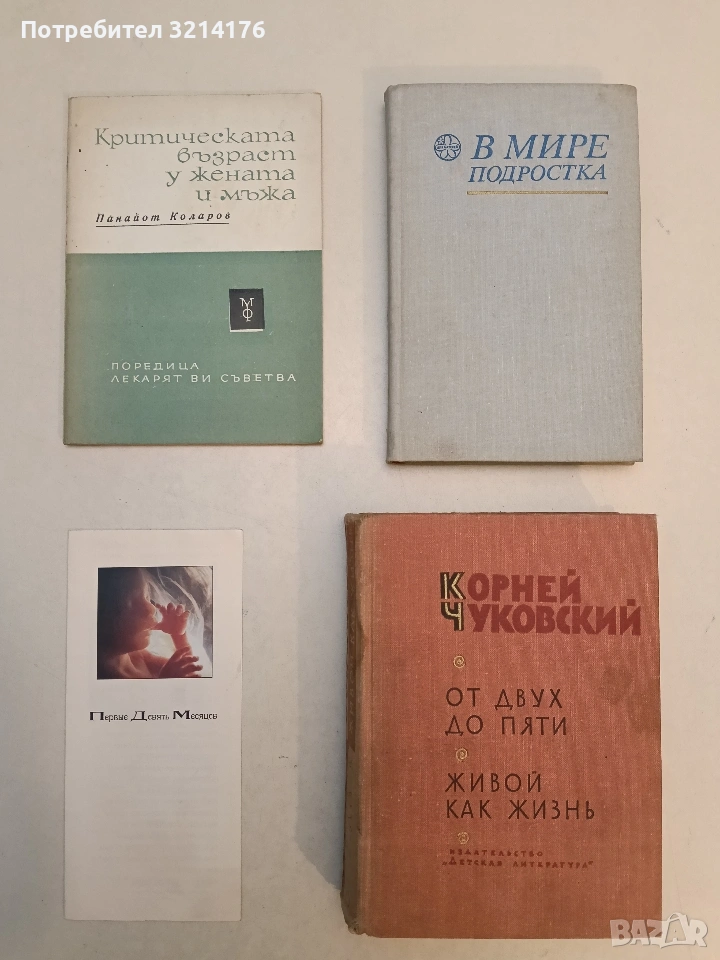 Потребител 3214176
Критическата
възраст
у жената
и мъжа
Панайот Коларов
МФ
ПОРЕДИЦА
ЛЕКАРЯТ ВИ СЪВЕТВА
В МИРЕ
ПОДРОСТКА
Первые Девять Месяцев
КОРНЕЙ
ЧУКОВСКИЙ
ОТ ДВУХ
ДО ПЯТИ
ЖИВОЙ
КАК ЖИЗНЬ
ИЗДАТЕЛЬСТВО
„ДЕТСКАЯ ЛИТЕРАТУРА"
BAZAR